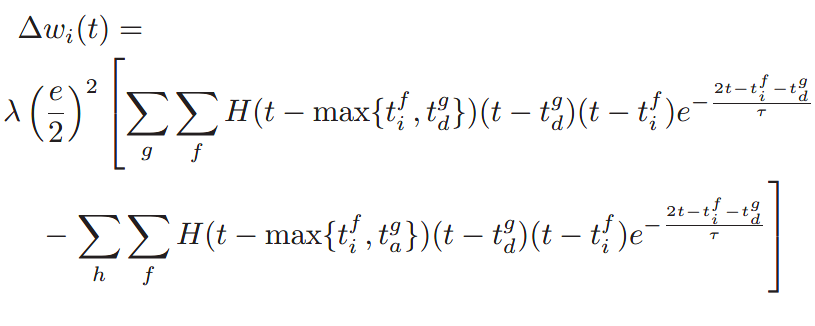 Δw_i(t) =
λ (e/2)^2 [ ∑_g ∑_f H(t − max{t_i^f, t_d^g})(t − t_d^g)(t − t_i^f)e^{−(2t−t_i^f−t_d^g)/τ}
− ∑_h ∑_f H(t − max{t_i^f, t_a^g})(t − t_d^g)(t − t_i^f)e^{−(2t−t_i^f−t_d^g)/τ} ]